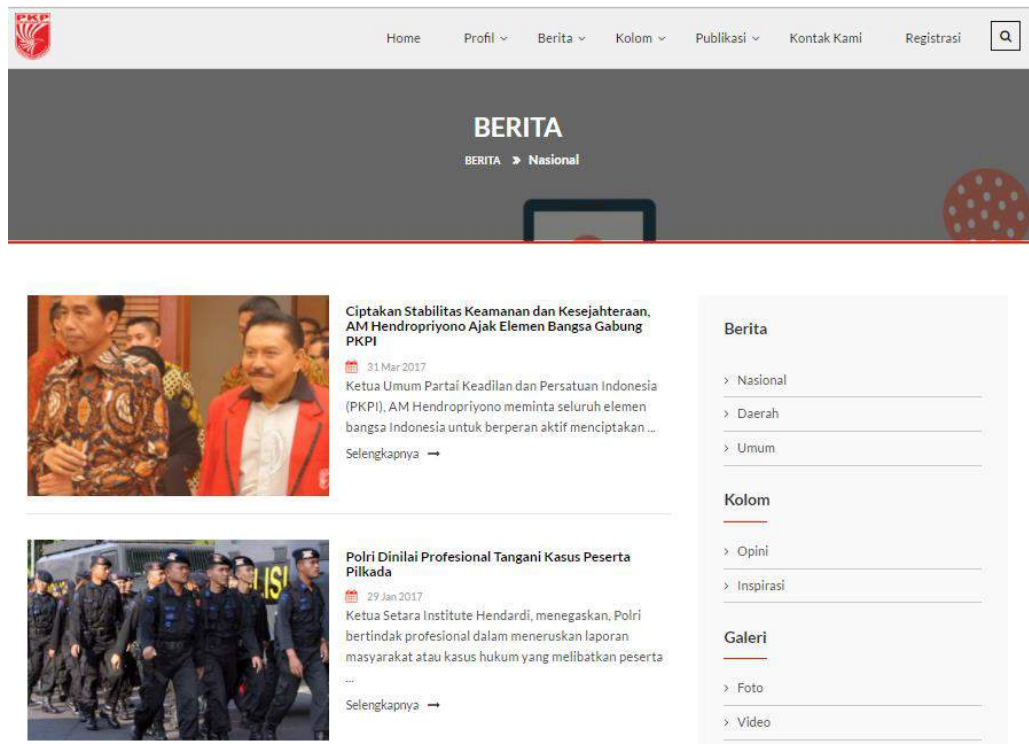 PKP
Home Profil Berita Kolom Publikasi Kontak Kami Registrasi
BERITA
BERITA » Nasional
Ciptakan Stabilitas Keamanan dan Kesejahteraan,
AM Hendropriyono Ajak Elemen Bangsa Gabung
PKPI
31 Mar 2017
Ketua Umum Partai Keadilan dan Persatuan Indonesia
(PKPI), AM Hendropriyono meminta seluruh elemen
bangsa Indonesia untuk berperan aktif menciptakan ...
Selengkapnya →
Polri Dinilai Profesional Tangani Kasus Peserta
Pilkada
29 Jan 2017
Ketua Setara Institute Hendardi, menegaskan, Polri
bertindak profesional dalam meneruskan laporan
masyarakat atau kasus hukum yang melibatkan peserta
...
Selengkapnya →
LISI
Berita
> Nasional
> Daerah
> Umum
Kolom
> Opini
> Inspirasi
Galeri
> Foto
> Video